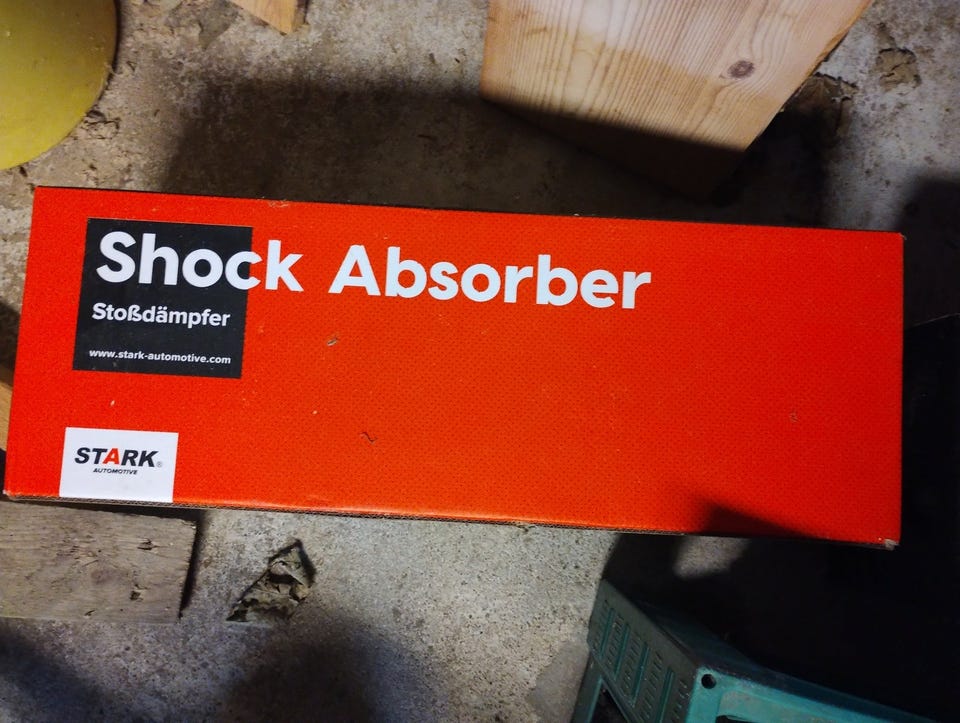 Shock Absorber
Stoßdämpfer
www.stark-automotive.com
STARK®
AUTOMOTIVE